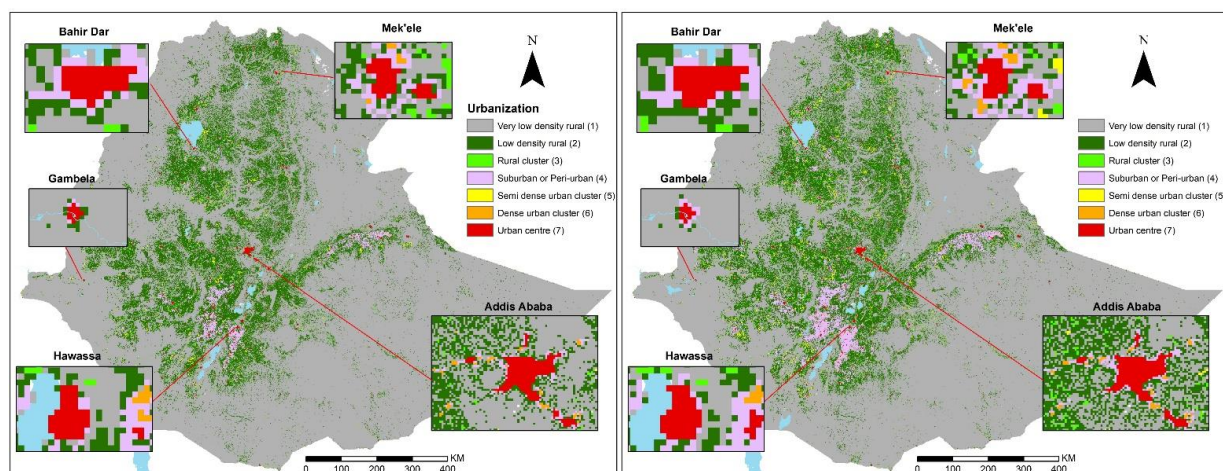 Bahir Dar
Mek'ele
N
Urbanization
Very low density rural (1)
Low density rural (2)
Rural cluster (3)
Suburban or Peri-urban (4)
Semi dense urban cluster (5)
Dense urban cluster (6)
Urban centre (7)
Gambela
Addis Ababa
Hawassa
KM
0 100 200 300 400
Bahir Dar
Mek'ele
N
Very low density rural (1)
Low density rural (2)
Rural cluster (3)
Suburban or Peri-urban (4)
Semi dense urban cluster (5)
Dense urban cluster (6)
Urban centre (7)
Gambela
Addis Ababa
Hawassa
KM
0 100 200 300 400